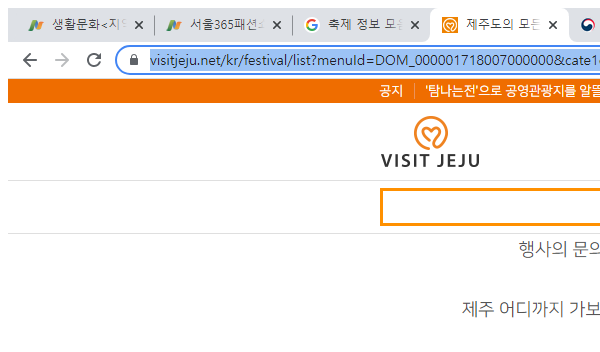 생활문화<지역
서울365패션쇼
축제 정보 모음
제주도의 모든
visitjeju.net/kr/festival/list?menuId=DOM_000001718007000000&cate1
공지 '탐나는전'으로 공영관광지를 알뜰
VISIT JEJU
행사의 문의
제주 어디까지 가보